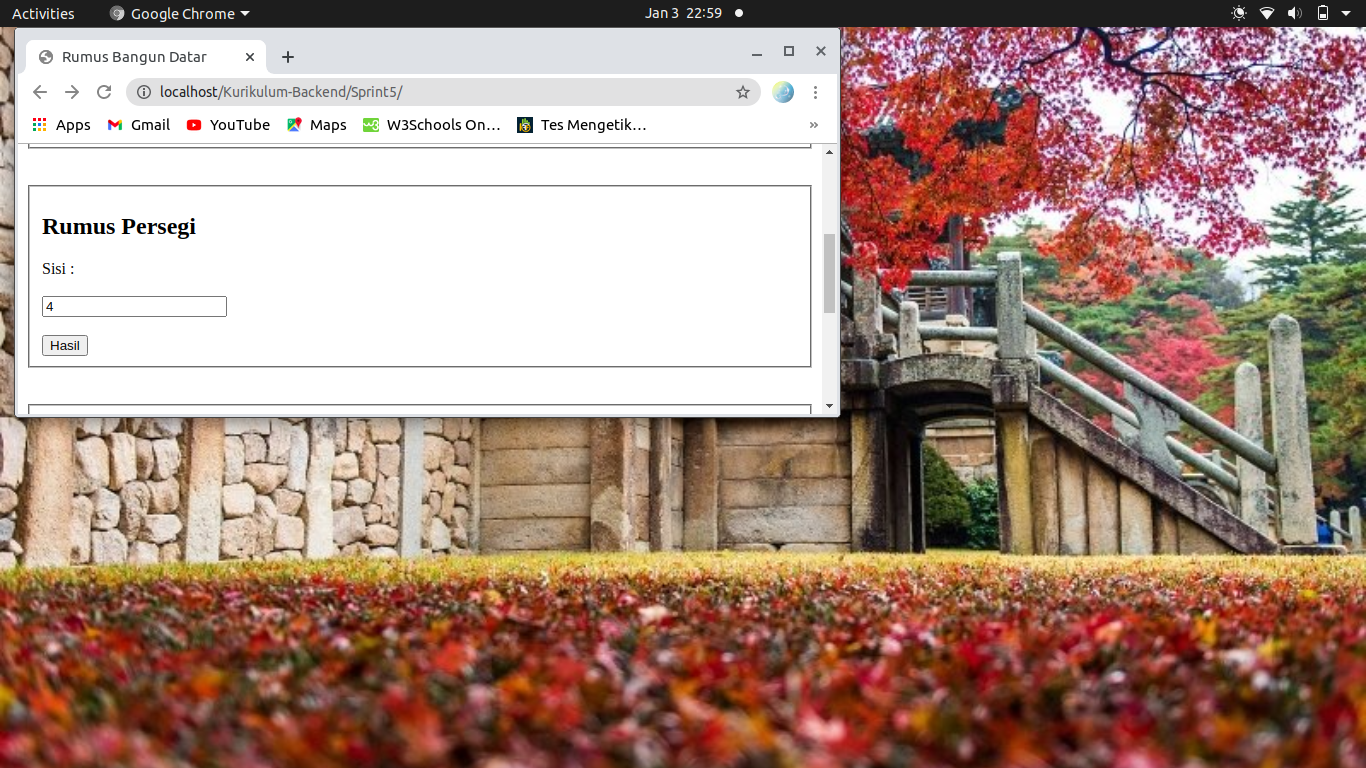 Activities Google Chrome Jan 3 22:59
Rumus Bangun Datar
localhost/Kurikulum-Backend/Sprint5/
Apps Gmail YouTube Maps W3Schools On… Tes Mengetik… »
Rumus Persegi
Sisi :
4
Hasil